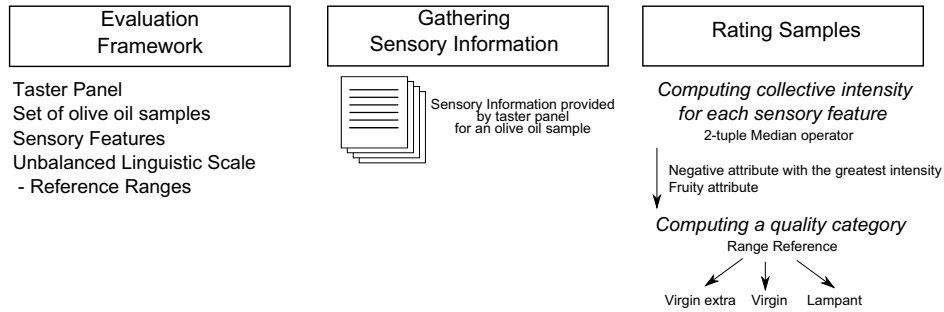 Evaluation
Framework
Taster Panel
Set of olive oil samples
Sensory Features
Unbalanced Linguistic Scale
- Reference Ranges
Gathering
Sensory Information
Sensory Information provided
by taster panel
for an olive oil sample
Rating Samples
Computing collective intensity
for each sensory feature
2-tuple Median operator
Negative attribute with the greatest intensity
Fruity attribute
Computing a quality category
Range Reference
Virgin extra Virgin Lampant